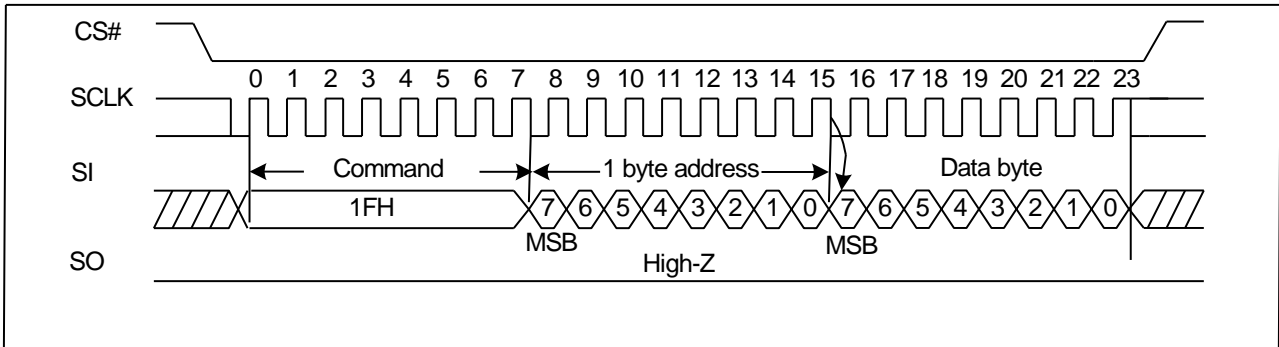 CS#
0 1 2 3 4 5 6 7 8 9 10 11 12 13 14 15 16 17 18 19 20 21 22 23
SCLK
SI Command 1 byte address Data byte
1FH 7 6 5 4 3 2 1 0 7 6 5 4 3 2 1 0
MSB MSB
SO High-Z